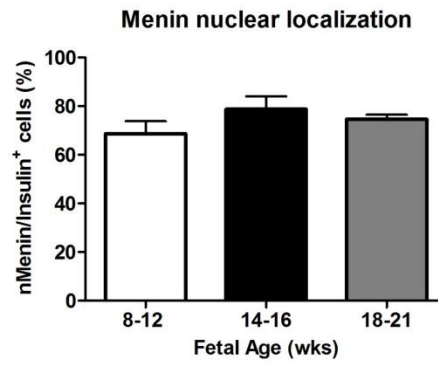 Menin nuclear localization
nMenin/Insulin+ cells (%)
100
80
60
40
20
0
8-12 14-16 18-21
Fetal Age (wks)